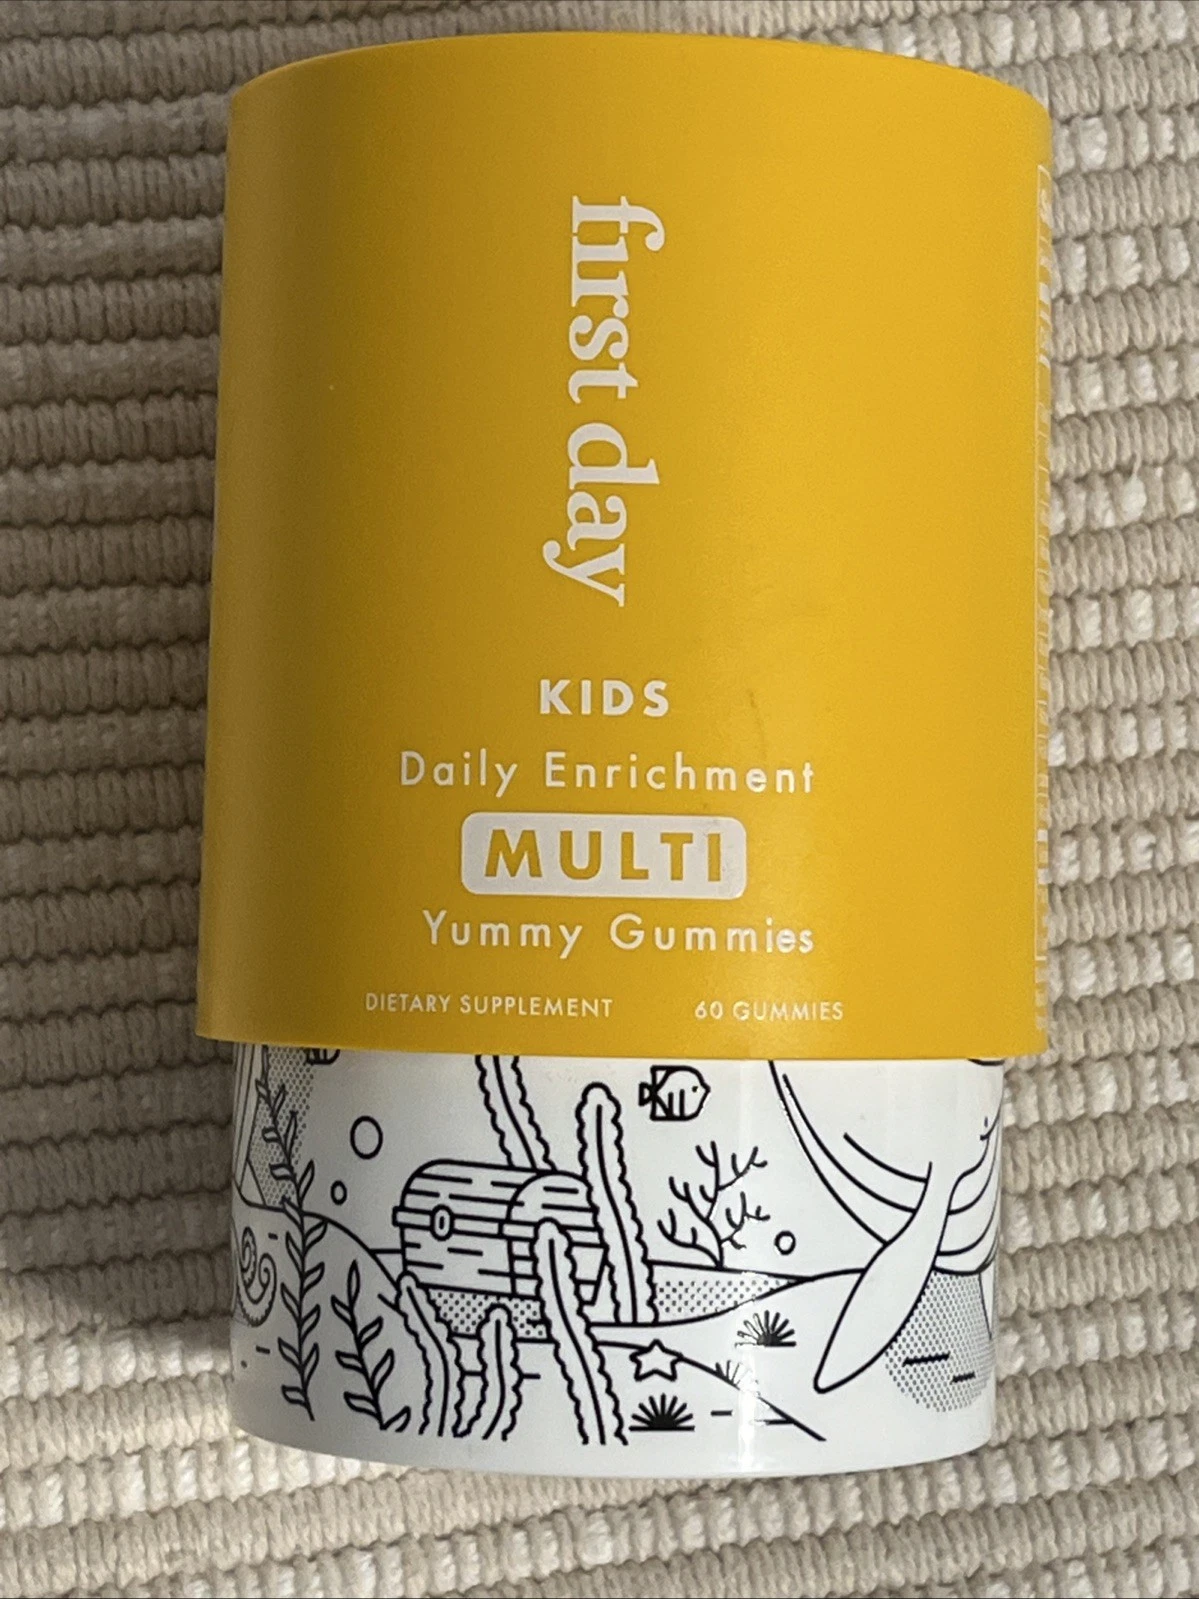 first day
KIDS
Daily Enrichment
MULTI
Yummy Gummies
DIETARY SUPPLEMENT 60 GUMMIES